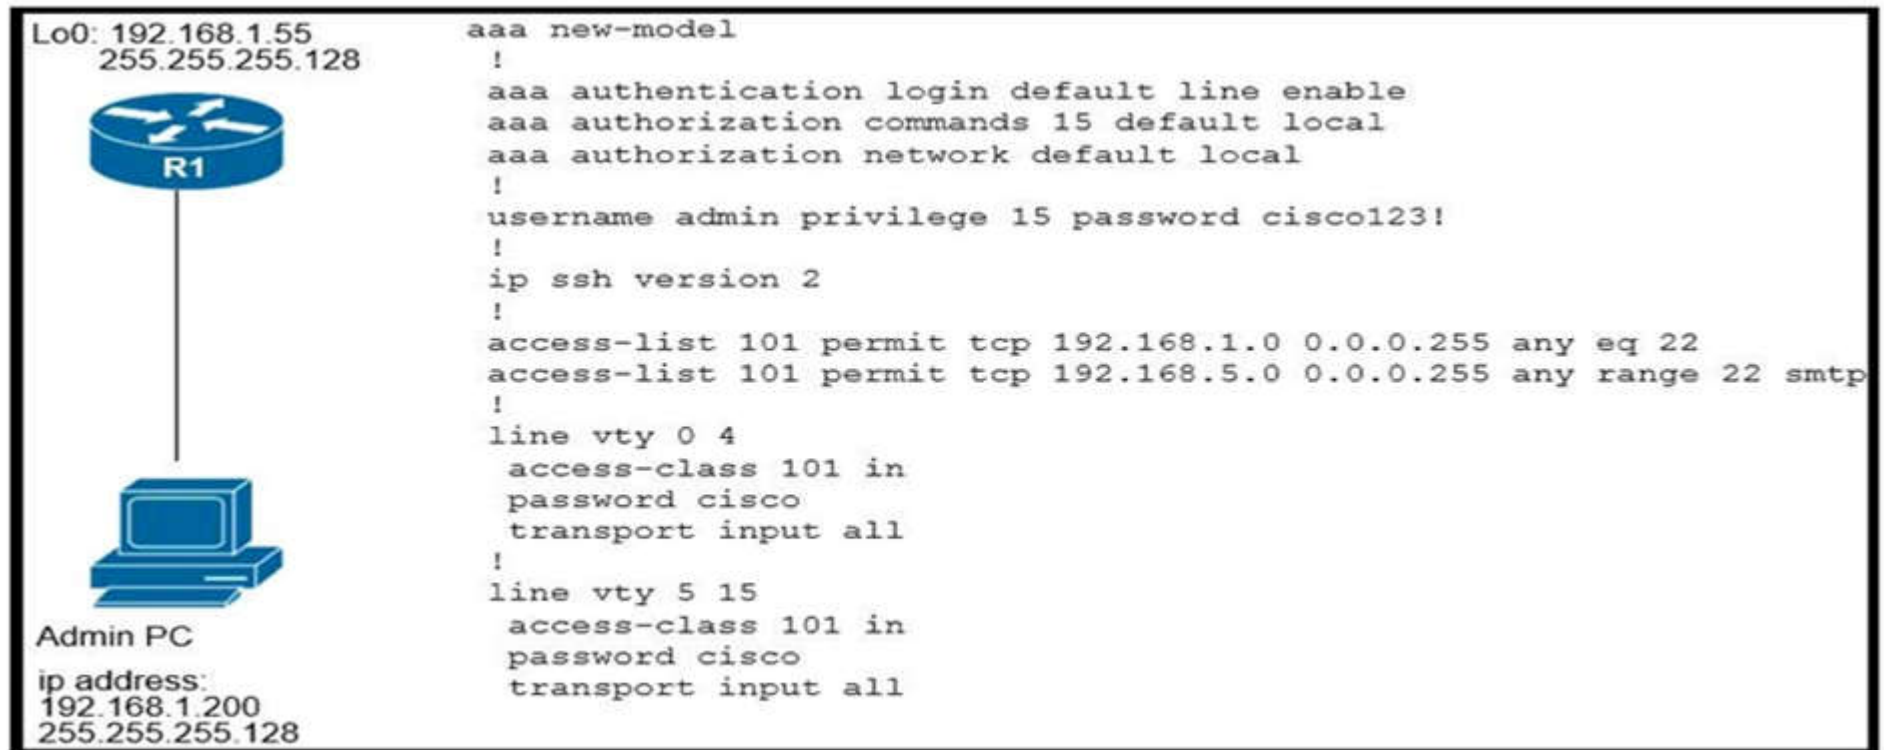 Lo0: 192.168.1.55
255.255.255.128
R1
Admin PC
ip address:
192.168.1.200
255.255.255.128
aaa new-model
!
aaa authentication login default line enable
aaa authorization commands 15 default local
aaa authorization network default local
!
username admin privilege 15 password cisco123!
!
ip ssh version 2
!
access-list 101 permit tcp 192.168.1.0 0.0.0.255 any eq 22
access-list 101 permit tcp 192.168.5.0 0.0.0.255 any range 22 smtp
!
line vty 0 4
access-class 101 in
password cisco
transport input all
!
line vty 5 15
access-class 101 in
password cisco
transport input all